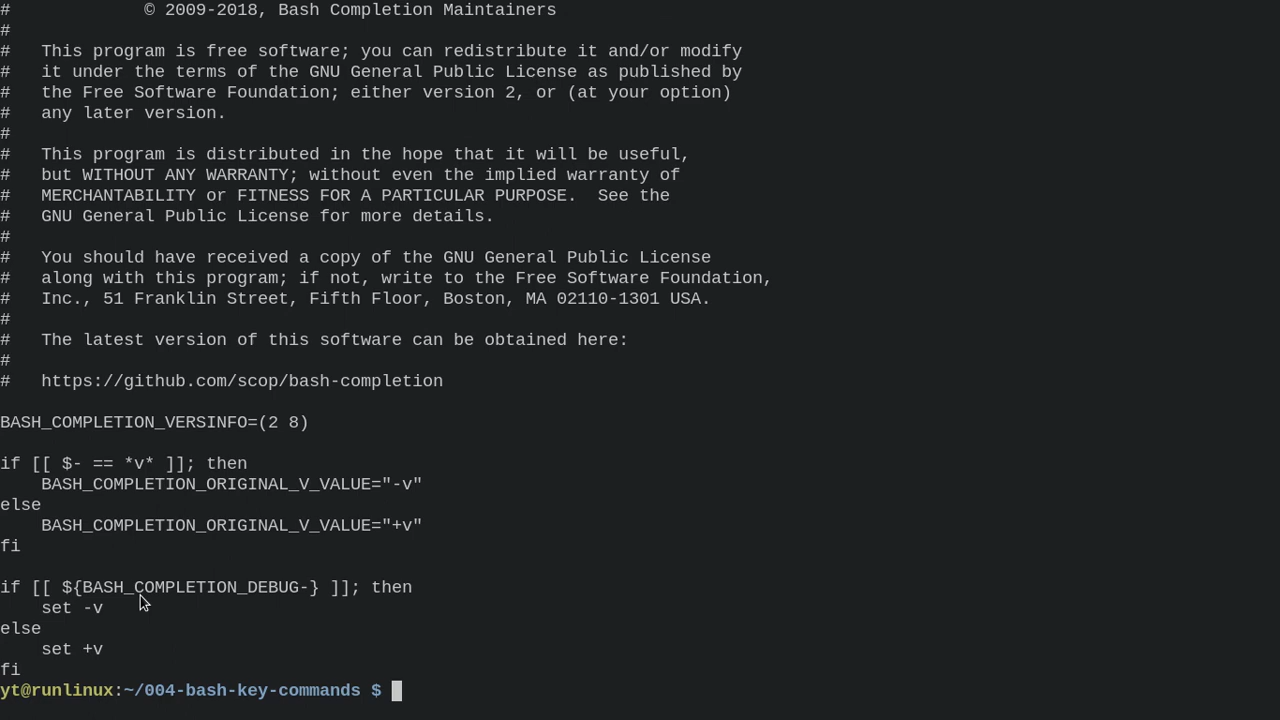 #             © 2009-2018, Bash Completion Maintainers
#
#   This program is free software; you can redistribute it and/or modify
#   it under the terms of the GNU General Public License as published by
#   the Free Software Foundation; either version 2, or (at your option)
#   any later version.
#
#   This program is distributed in the hope that it will be useful,
#   but WITHOUT ANY WARRANTY; without even the implied warranty of
#   MERCHANTABILITY or FITNESS FOR A PARTICULAR PURPOSE.  See the
#   GNU General Public License for more details.
#
#   You should have received a copy of the GNU General Public License
#   along with this program; if not, write to the Free Software Foundation,
#   Inc., 51 Franklin Street, Fifth Floor, Boston, MA 02110-1301 USA.
#
#   The latest version of this software can be obtained here:
#
#   https://github.com/scop/bash-completion

BASH_COMPLETION_VERSINFO=(2 8)

if [[ $- == *v* ]]; then
    BASH_COMPLETION_ORIGINAL_V_VALUE="-v"
else
    BASH_COMPLETION_ORIGINAL_V_VALUE="+v"
fi

if [[ ${BASH_COMPLETION_DEBUG-} ]]; then
    set -v
else
    set +v
fi
yt@runlinux:~/004-bash-key-commands $